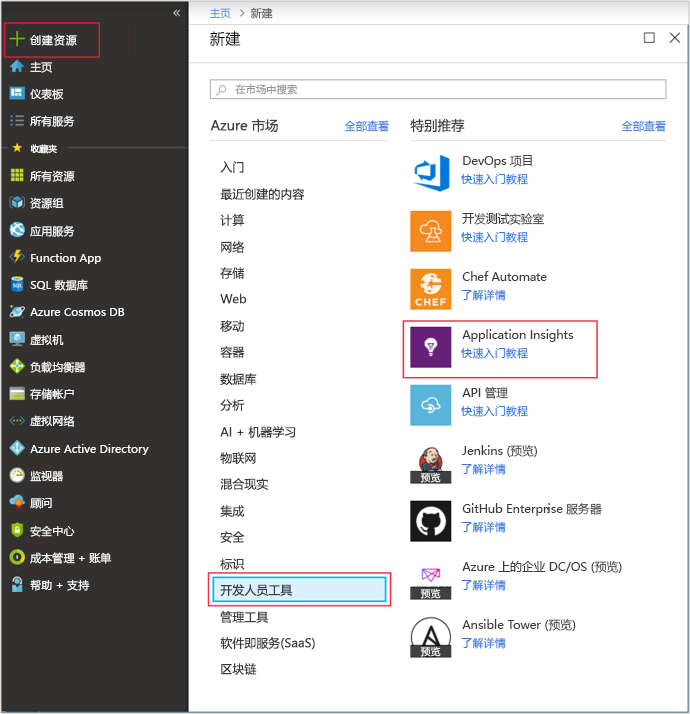 «
创建资源
主页
仪表板
所有服务
收藏夹
所有资源
资源组
应用服务
Function App
SQL 数据库
Azure Cosmos DB
虚拟机
负载均衡器
存储帐户
虚拟网络
Azure Active Directory
监视器
顾问
安全中心
成本管理 + 账单
帮助 + 支持
主页 > 新建
新建
在市场中搜索
Azure 市场 全部查看
入门
最近创建的内容
计算
网络
存储
Web
移动
容器
数据库
分析
AI + 机器学习
物联网
混合现实
集成
安全
标识
开发人员工具
管理工具
软件即服务(SaaS)
区块链
特别推荐 全部查看
DevOps 项目
快速入门教程
开发测试实验室
快速入门教程
CHEF
Chef Automate
了解详情
Application Insights
快速入门教程
API 管理
快速入门教程
Jenkins (预览)
了解详情
预览
GitHub Enterprise 服务器
了解详情
Azure 上的企业 DC/OS (预览)
了解详情
预览
Ansible Tower (预览)
了解详情
预览